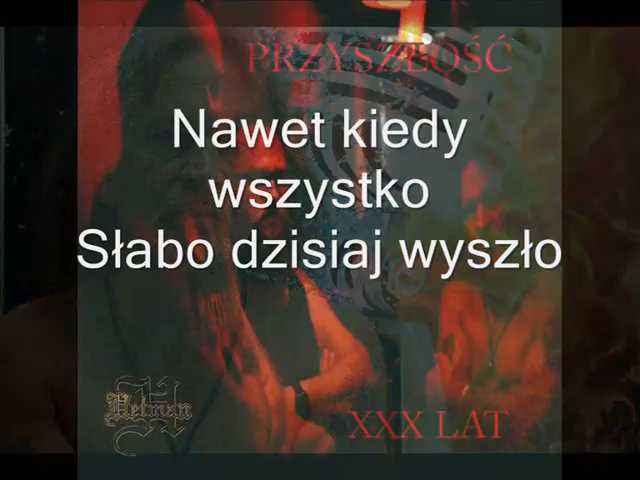 PRZYSZŁOŚĆ
Nawet kiedy
wszystko
Słabo dzisiaj wyszło
Hetman
XXX LAT